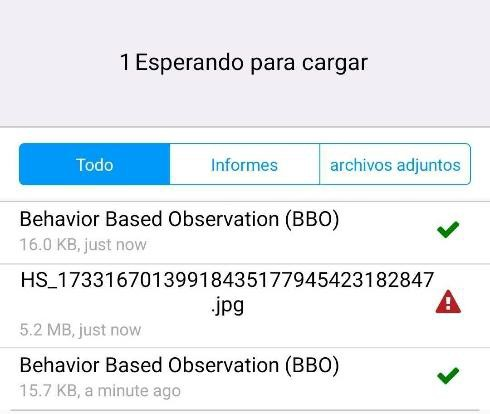 1 Esperando para cargar
Todo
Informes
archivos adjuntos
Behavior Based Observation (BBO)
16.0 KB, just now
HS_17331670139918435177945423182847
.jpg
5.2 MB, just now
Behavior Based Observation (BBO)
15.7 KB, a minute ago